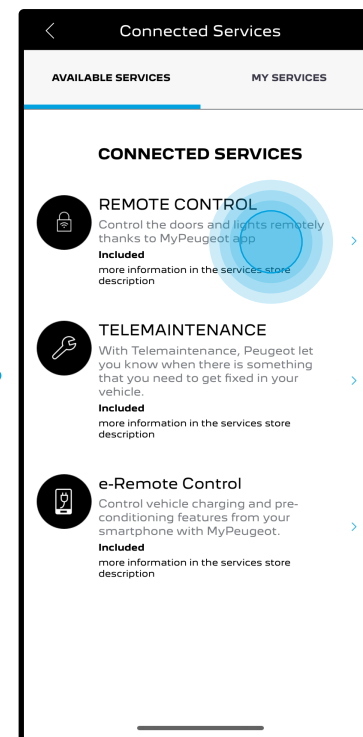 Connected Services
AVAILABLE SERVICES
MY SERVICES
CONNECTED SERVICES
REMOTE CONTROL
Control the doors and lights remotely
thanks to MyPeugeot app
Included
more information in the services store
description
TELEMAINTENANCE
With Telemaintenance, Peugeot let
you know when there is something
that you need to get fixed in your
vehicle.
Included
more information in the services store
description
e-Remote Control
Control vehicle charging and pre-
conditioning features from your
smartphone with MyPeugeot.
Included
more information in the services store
description